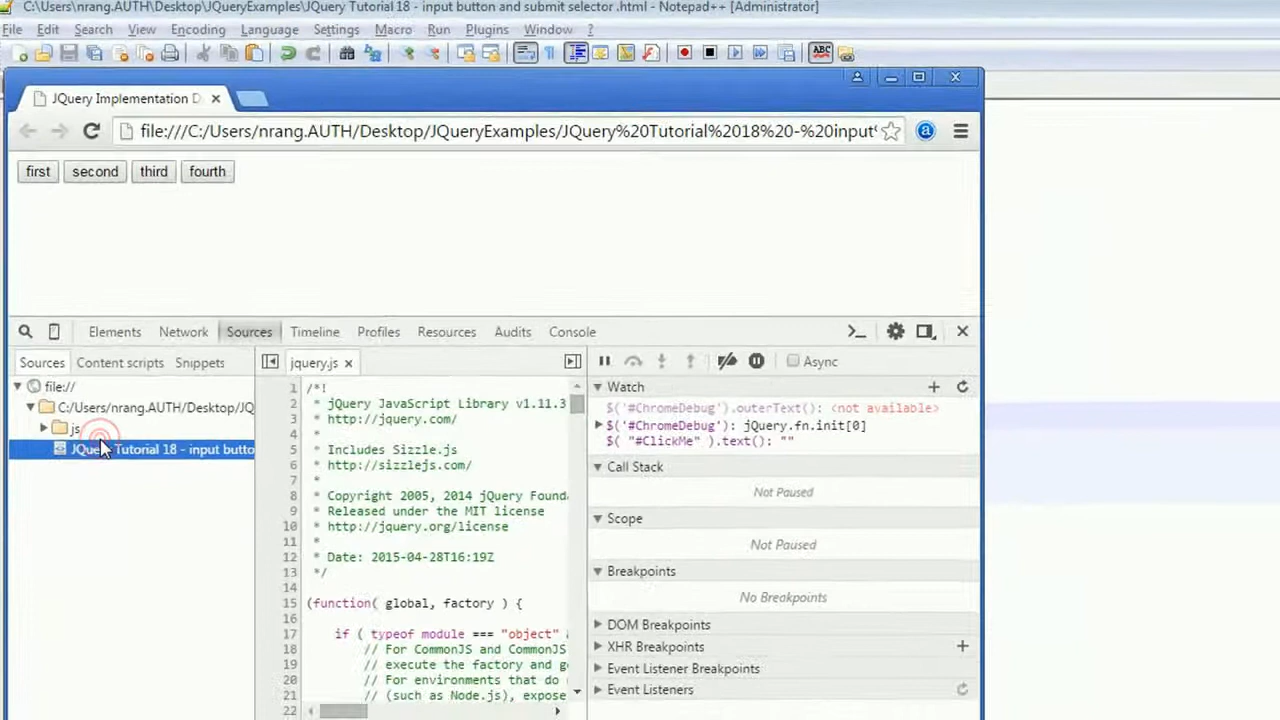 C:\Users\nrang.AUTH\Desktop\JQueryExamples\JQuery Tutorial 18 - input button and submit selector .html - Notepad++ [Administrator]
File Edit Search View Encoding Language Settings Macro Run Plugins Window ?
ABC
JQuery Implementation D
file:///C:/Users/nrang.AUTH/Desktop/JQueryExamples/JQuery%20Tutorial%2018%20-%20input%
a
first second third fourth
Elements Network Sources Timeline Profiles Resources Audits Console
Sources Content scripts Snippets
jquery.js
Async
file://
C:/Users/nrang.AUTH/Desktop/JQ
js
JQuery Tutorial 18 - input butto
1 /*!
2 * jQuery JavaScript Library v1.11.3
3 * http://jquery.com/
4 *
5 * Includes Sizzle.js
6 * http://sizzlejs.com/
7 *
8 * Copyright 2005, 2014 jQuery Founda
9 * Released under the MIT license
10 * http://jquery.org/license
11 *
12 * Date: 2015-04-28T16:19Z
13 */
14
15 (function( global, factory ) {
16
17 if ( typeof module === "object" &
18 // For CommonJS and CommonJS
19 // execute the factory and ge
20 // For environments that do
21 // (such as Node.js), expose
22
Watch
$('#ChromeDebug').outerText(): <not available>
$('#ChromeDebug'): jQuery.fn.init[0]
$( "#ClickMe" ).text(): ""
Call Stack
Not Paused
Scope
Not Paused
Breakpoints
No Breakpoints
DOM Breakpoints
XHR Breakpoints
Event Listener Breakpoints
Event Listeners